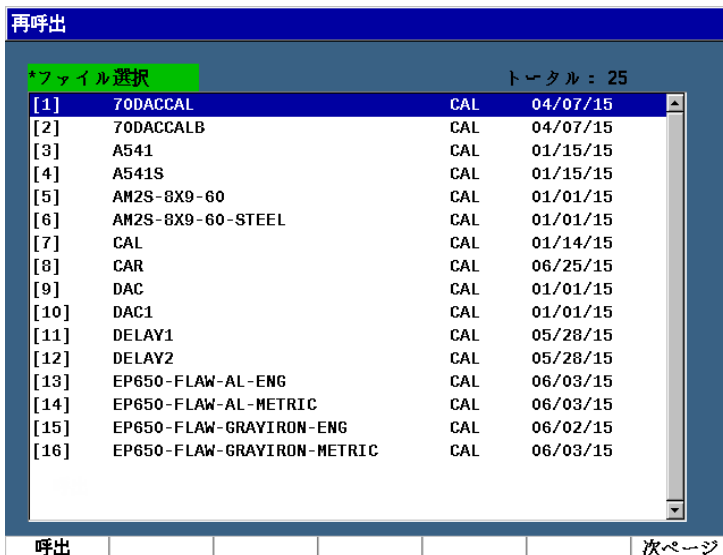 再呼出
*ファイル選択 トータル: 25
[1] 70DACCAL CAL 04/07/15
[2] 70DACCALB CAL 04/07/15
[3] A541 CAL 01/15/15
[4] A541S CAL 01/15/15
[5] AM2S-8X9-60 CAL 01/01/15
[6] AM2S-8X9-60-STEEL CAL 01/01/15
[7] CAL CAL 01/14/15
[8] CAR CAL 06/25/15
[9] DAC CAL 01/01/15
[10] DAC1 CAL 01/01/15
[11] DELAY1 CAL 05/28/15
[12] DELAY2 CAL 05/28/15
[13] EP650-FLAW-AL-ENG CAL 06/03/15
[14] EP650-FLAW-AL-METRIC CAL 06/03/15
[15] EP650-FLAW-GRAYIRON-ENG CAL 06/02/15
[16] EP650-FLAW-GRAYIRON-METRIC CAL 06/03/15
呼出 次ページ